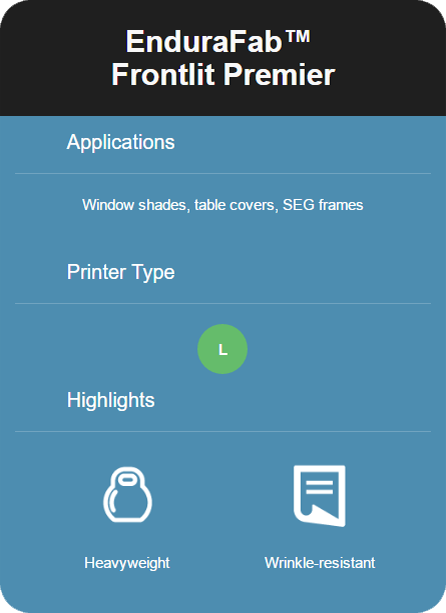 EnduraFab™
Frontlit Premier
Applications
Window shades, table covers, SEG frames
Printer Type
L
Highlights
Heavyweight
Wrinkle-resistant